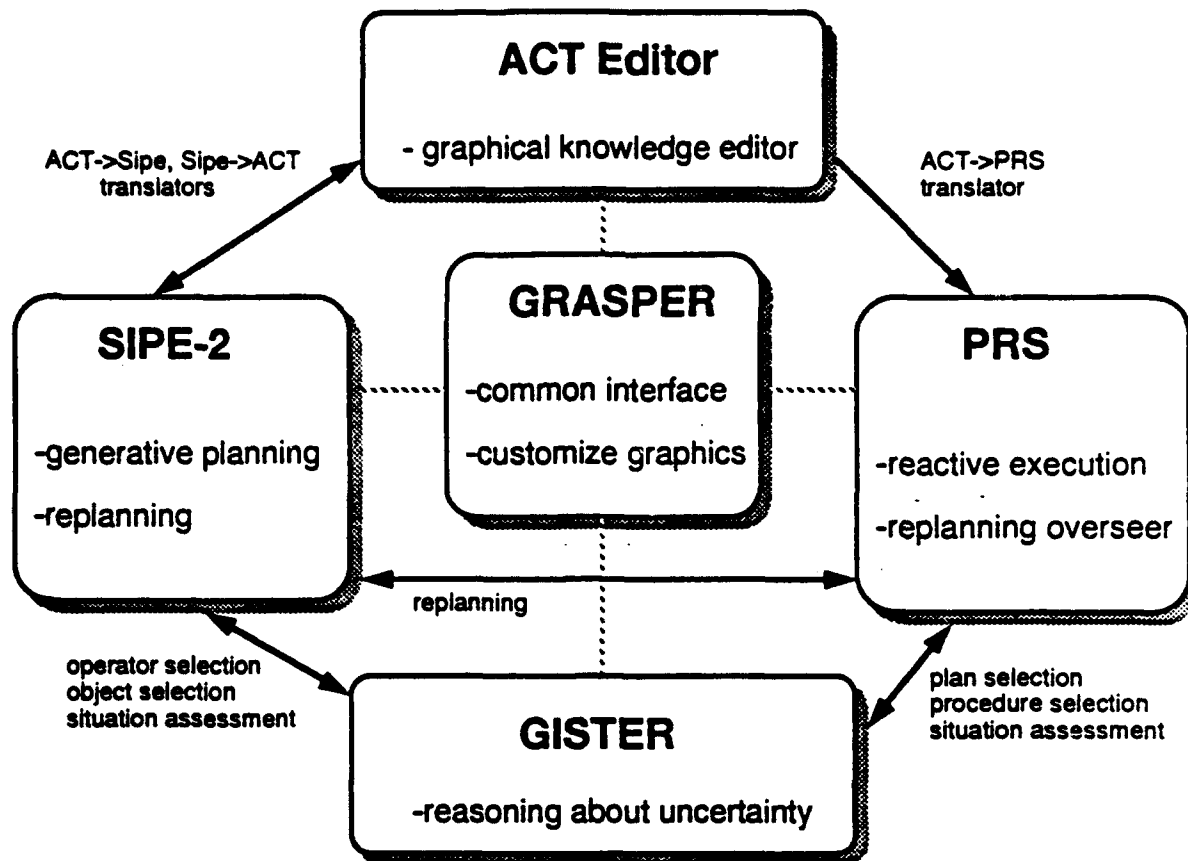 ACT Editor
- graphical knowledge editor
ACT->Sipe, Sipe->ACT
translators
ACT->PRS
translator
SIPE-2
-generative planning
-replanning
GRASPER
-common interface
-customize graphics
PRS
-reactive execution
-replanning overseer
replanning
operator selection
object selection
situation assessment
plan selection
procedure selection
situation assessment
GISTER
-reasoning about uncertainty